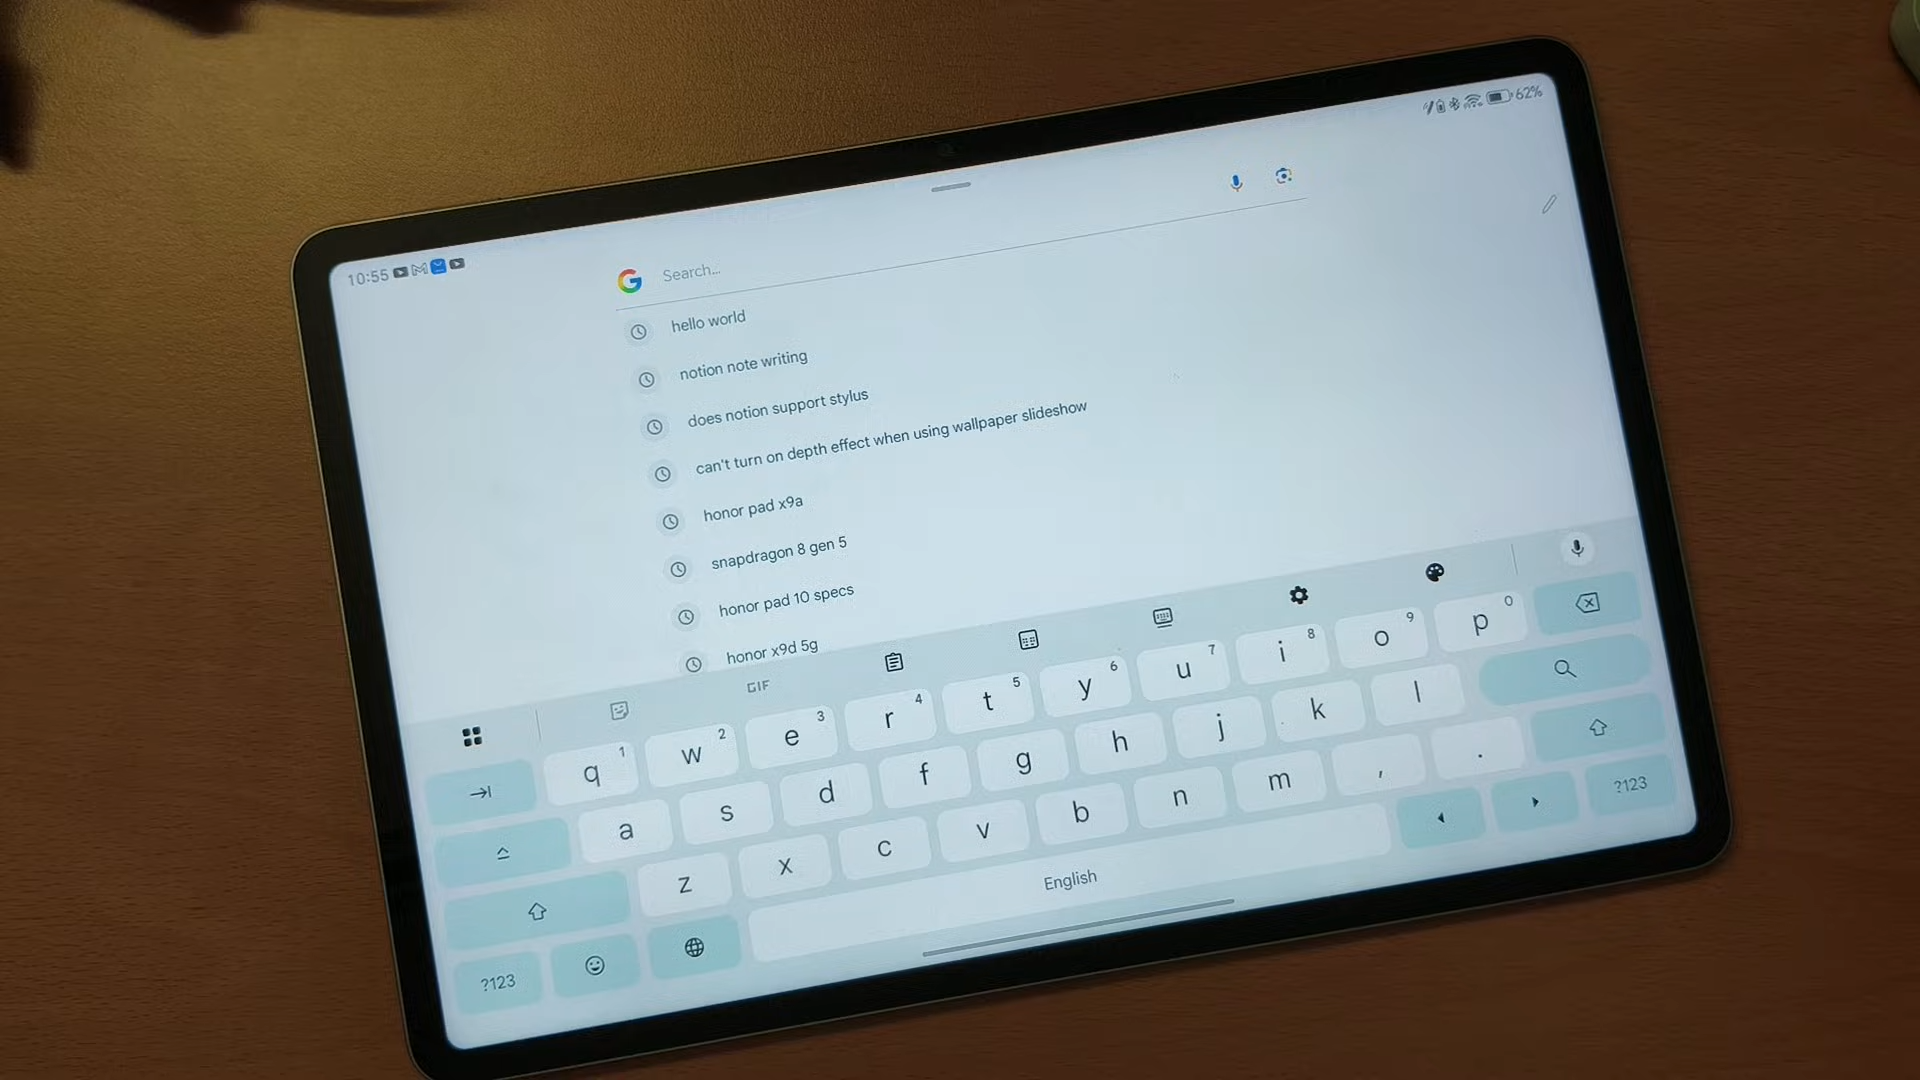 10:55
62%
Search...
hello world
notion note writing
does notion support stylus
can't turn on depth effect when using wallpaper slideshow
honor pad x9a
snapdragon 8 gen 5
honor pad 10 specs
honor x9d 5g
GIF
q 1 w 2 e 3 r 4 t 5 y 6 u 7 i 8 o 9 p 0
a s d f g h j k l
z x c v b n m , .
?123 English ?123